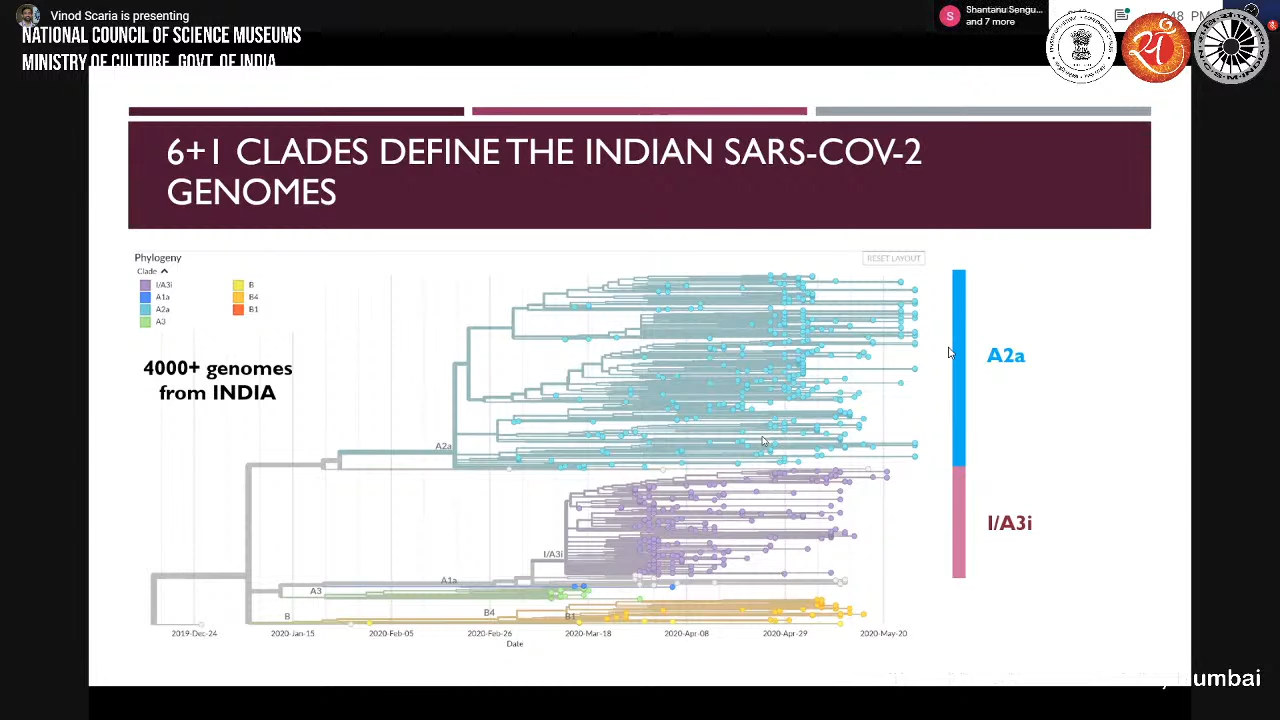 Vinod Scaria is presenting
Shantanu Sengu...
and 7 more
48 PM
NATIONAL COUNCIL OF SCIENCE MUSEUMS
MINISTRY OF CULTURE, GOVT. OF INDIA
6+1 CLADES DEFINE THE INDIAN SARS-COV-2
GENOMES
Phylogeny
RESET LAYOUT
Clade
I/A3i
B
A1a
B4
A2a
B1
A3
4000+ genomes
from INDIA
A2a
I/A3i
A2a
I/A3i
A1a
A3
B4
B
B1
2019-Dec-24
2020-Jan-15
2020-Feb-05
2020-Feb-26
2020-Mar-18
2020-Apr-08
2020-Apr-29
2020-May-20
Date
umbai